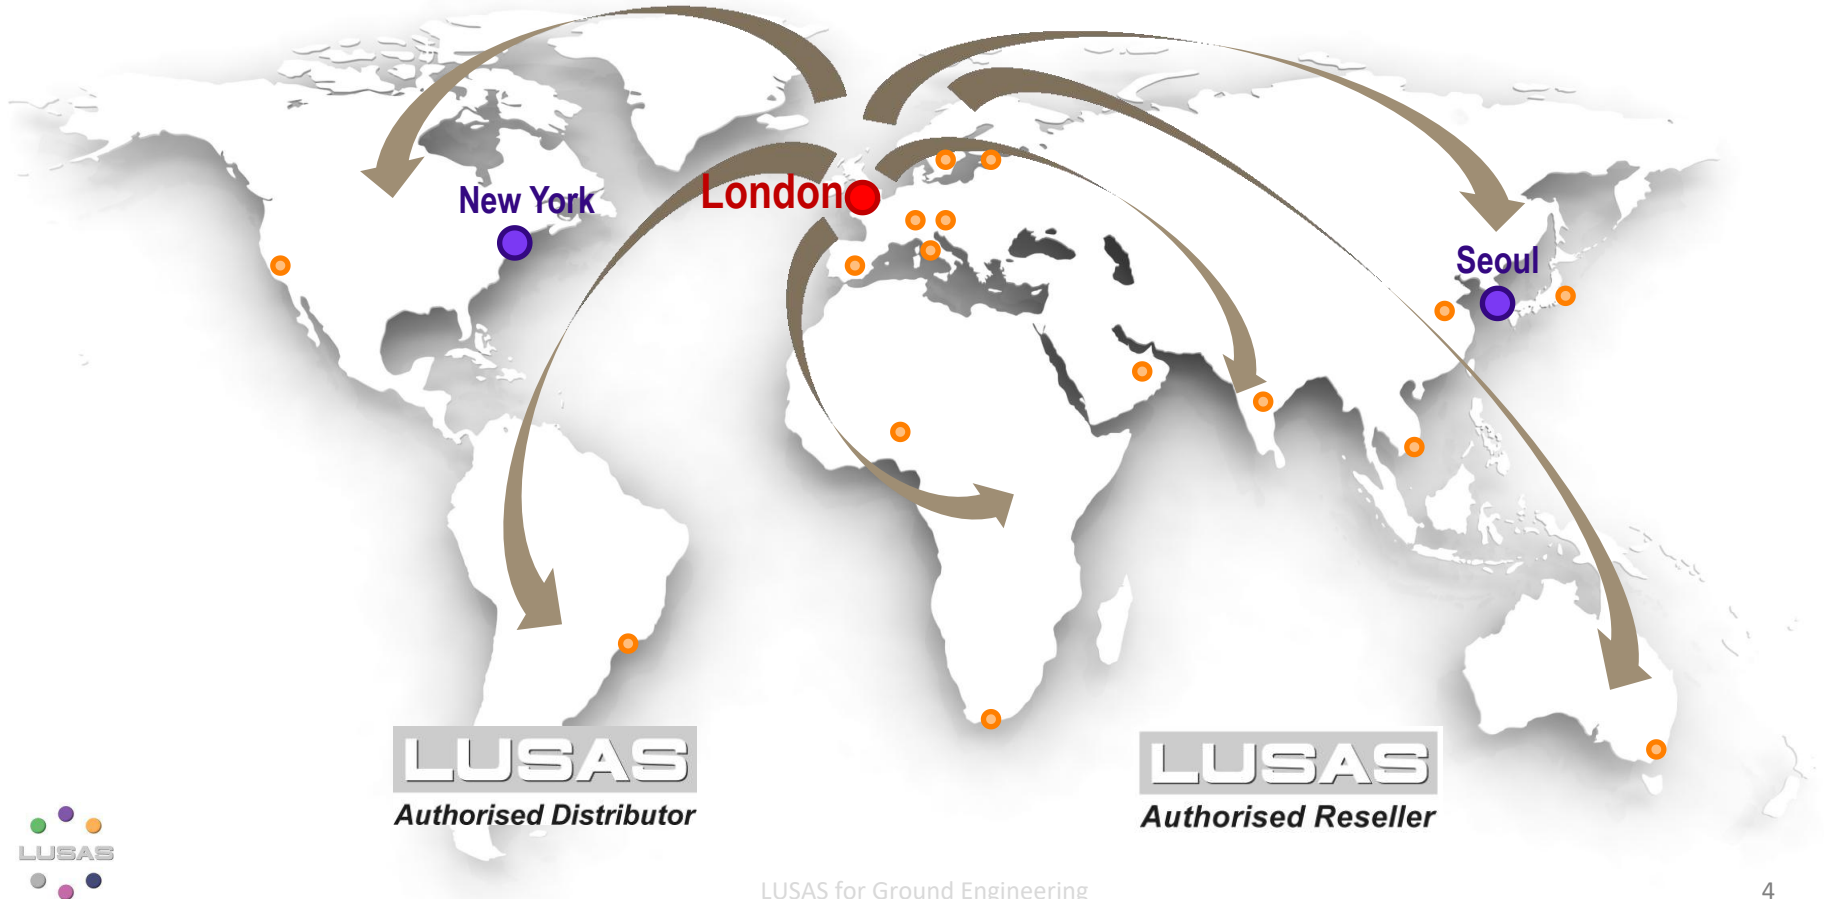 New York
London
Seoul
LUSAS
Authorised Distributor
LUSAS
Authorised Reseller
LUSAS
LUSAS for Ground Engineering
4